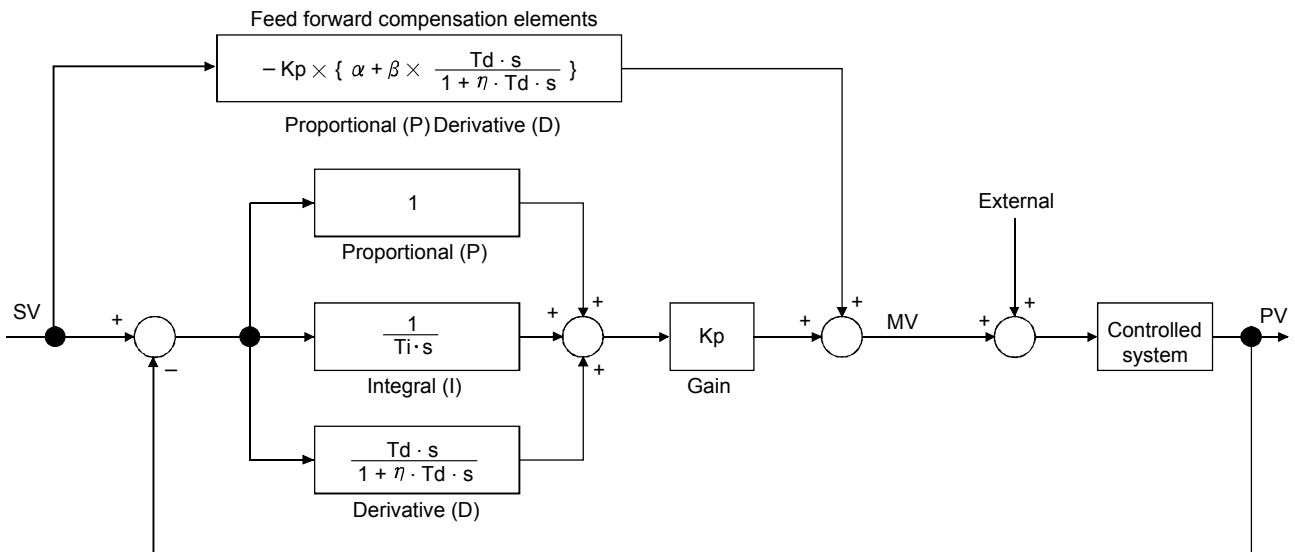 Feed forward compensation elements
− Kp × { α + β × Td · s / 1 + η · Td · s }
Proportional (P) Derivative (D)
1
Proportional (P)
External
SV
+
−
1 / Ti · s
Integral (I)
+
+
+
Kp
Gain
+
+
MV
+
+
Controlled
system
PV
Td · s / 1 + η · Td · s
Derivative (D)